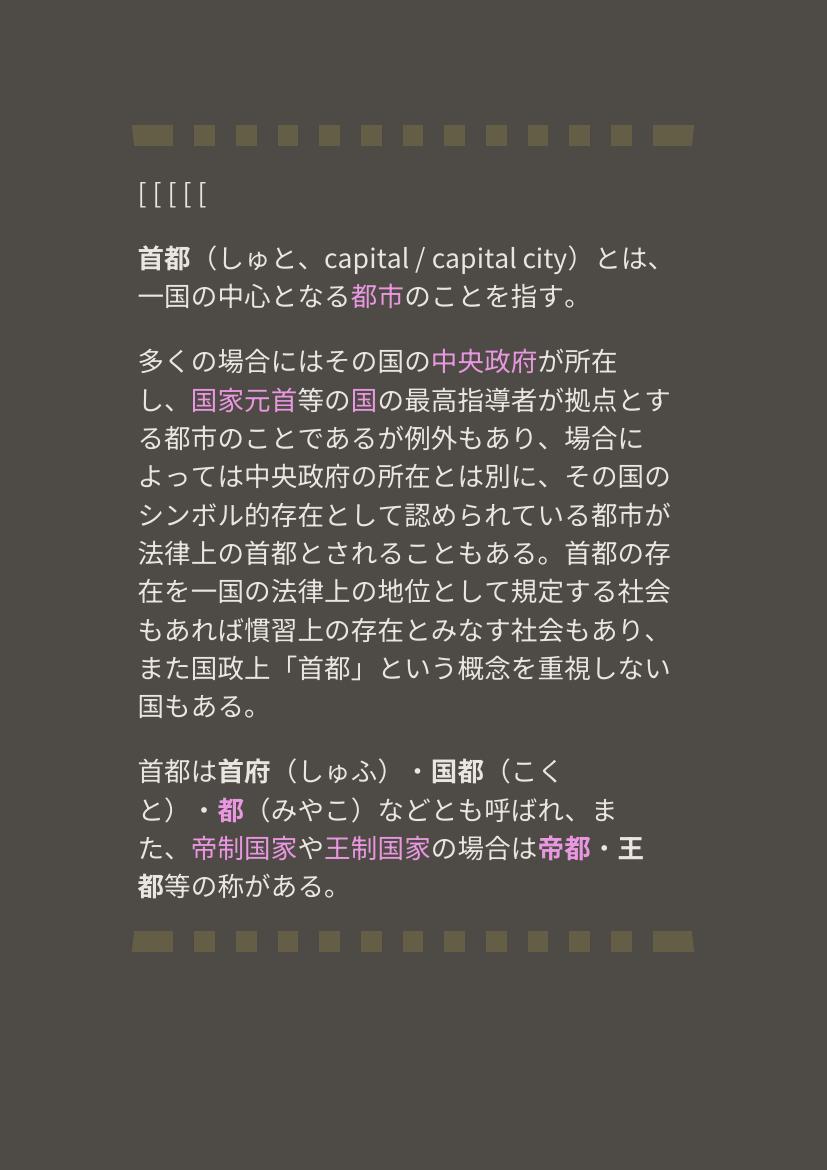 [ [ [ [ [
首都（しゅと、capital / capital city）とは、
一国の中心となる都市のことを指す。
多くの場合にはその国の中央政府が所在
し、国家元首等の国の最高指導者が拠点とす
る都市のことであるが例外もあり、場合に
よっては中央政府の所在とは別に、その国の
シンボル的存在として認められている都市が
法律上の首都とされることもある。首都の存
在を一国の法律上の地位として規定する社会
もあれば慣習上の存在とみなす社会もあり、
また国政上「首都」という概念を重視しない
国もある。
首都は首府（しゅふ）・国都（こく
と）・都（みやこ）などとも呼ばれ、ま
た、帝制国家や王制国家の場合は帝都・王
都等の称がある。